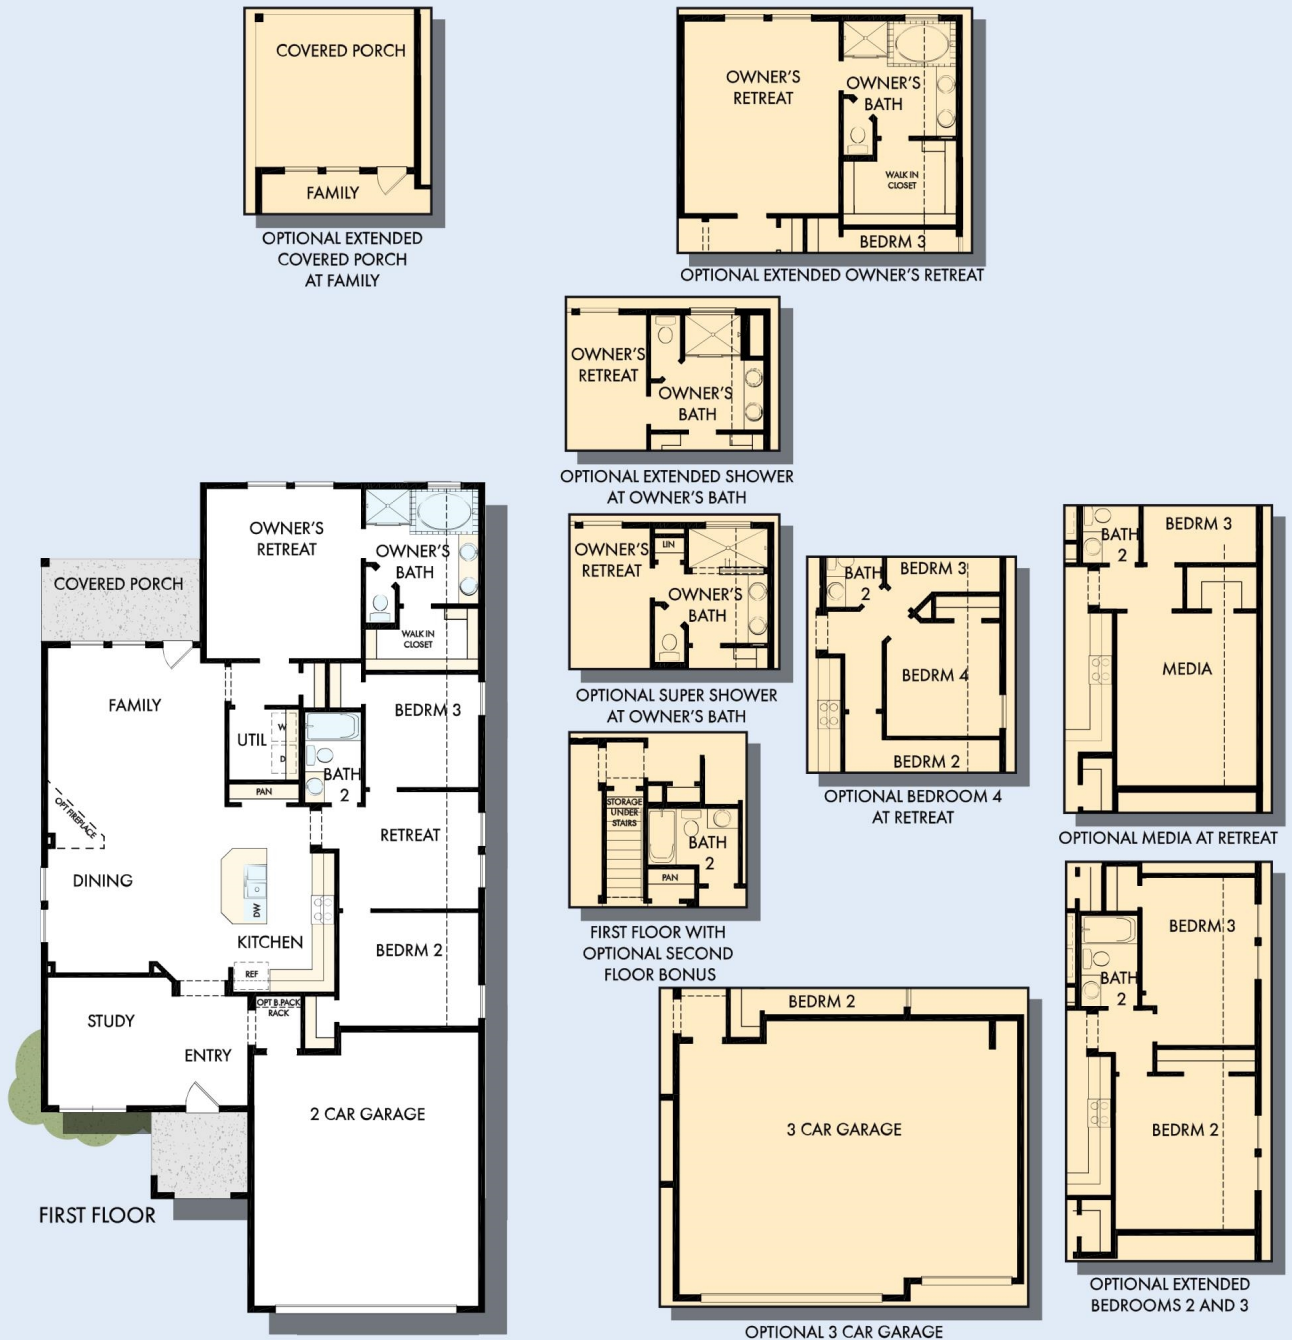 COVERED PORCH
FAMILY
OPTIONAL EXTENDED
COVERED PORCH
AT FAMILY
OWNER'S
RETREAT
OWNER'S
BATH
WALK IN
CLOSET
BEDRM 3
OPTIONAL EXTENDED OWNER'S RETREAT
OWNER'S
RETREAT
OWNER'S
BATH
OPTIONAL EXTENDED SHOWER
AT OWNER'S BATH
OWNER'S
RETREAT
LIN
OWNER'S
BATH
OPTIONAL SUPER SHOWER
AT OWNER'S BATH
STORAGE
UNDER
STAIRS
BATH
2
PAN
FIRST FLOOR WITH
OPTIONAL SECOND
FLOOR BONUS
BATH
2
BEDRM 3
BEDRM 4
BEDRM 2
OPTIONAL BEDROOM 4
AT RETREAT
BATH
2
BEDRM 3
MEDIA
OPTIONAL MEDIA AT RETREAT
BEDRM 3
BATH
2
BEDRM 2
OPTIONAL EXTENDED
BEDROOMS 2 AND 3
BEDRM 2
3 CAR GARAGE
OPTIONAL 3 CAR GARAGE
OWNER'S
RETREAT
OWNER'S
BATH
WALK IN
CLOSET
COVERED PORCH
FAMILY
UTIL
W
D
BEDRM 3
BATH
2
PAN
OPT FIREPLACE
RETREAT
DINING
DW
KITCHEN
REF
BEDRM 2
OPT B.PACK
RACK
STUDY
ENTRY
2 CAR GARAGE
FIRST FLOOR